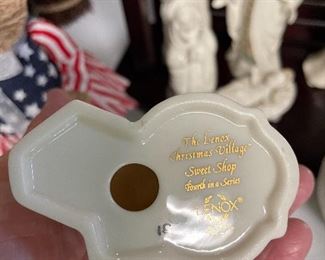 The Lenox
Christmas Village
Sweet Shop
Fourth in a Series
LENOX